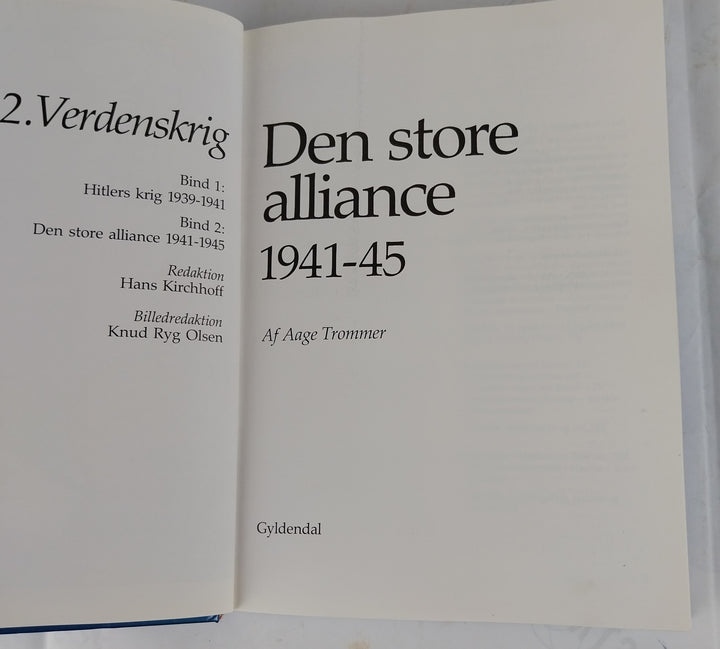 2. Verdenskrig
Bind 1:
Hitlers krig 1939-1941
Bind 2:
Den store alliance 1941-1945
Redaktion
Hans Kirchhoff
Billedredaktion
Knud Ryg Olsen
Den store
alliance
1941-45
Af Aage Trommer
Gyldendal